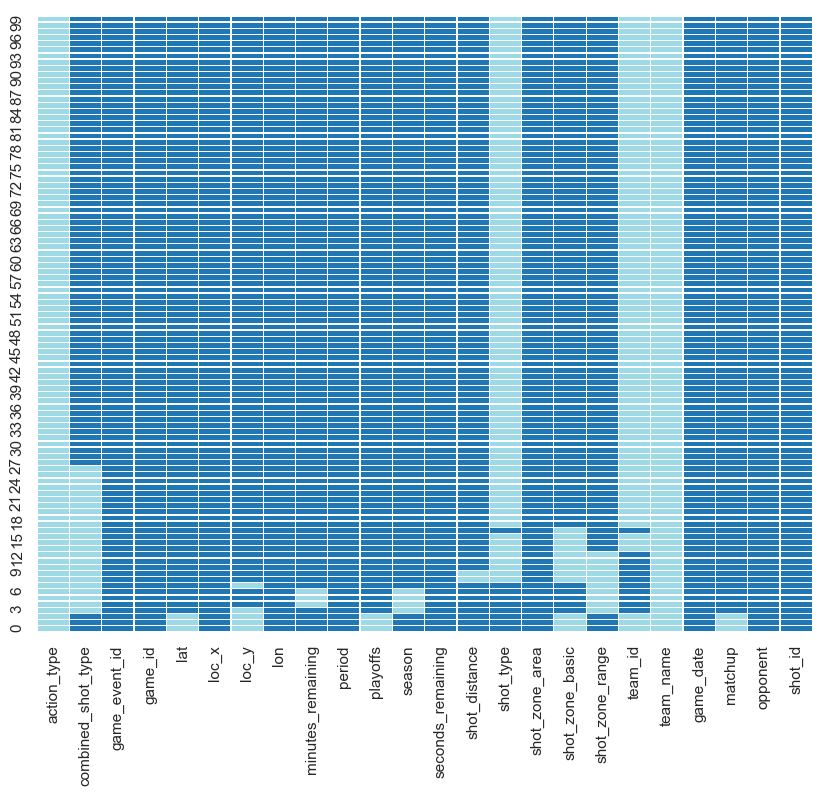 99
96
93
90
87
84
81
78
75
72
69
66
63
60
57
54
51
48
45
42
39
36
33
30
27
24
21
18
15
12
9
6
3
0
action_type
combined_shot_type
game_event_id
game_id
lat
loc_x
loc_y
lon
minutes_remaining
period
playoffs
season
seconds_remaining
shot_distance
shot_type
shot_zone_area
shot_zone_basic
shot_zone_range
team_id
team_name
game_date
matchup
opponent
shot_id